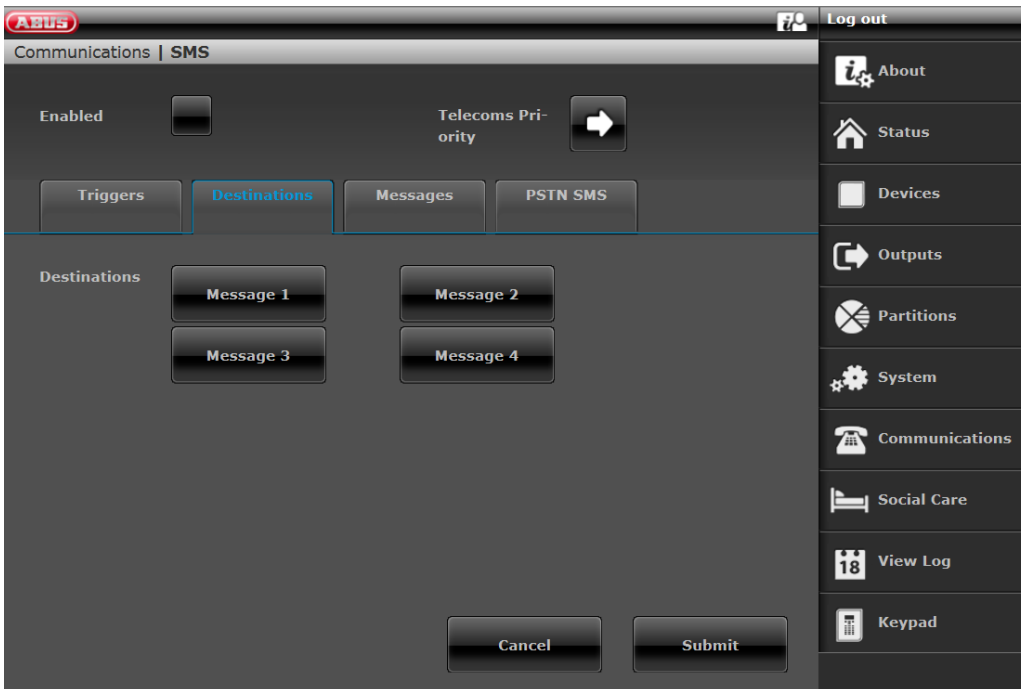 ABUS
Log out
Communications | SMS
About
Enabled
Telecoms Pri-
ority
Status
Triggers
Destinations
Messages
PSTN SMS
Devices
Outputs
Destinations
Message 1
Message 2
Partitions
Message 3
Message 4
System
Communications
Social Care
18
View Log
Keypad
Cancel
Submit